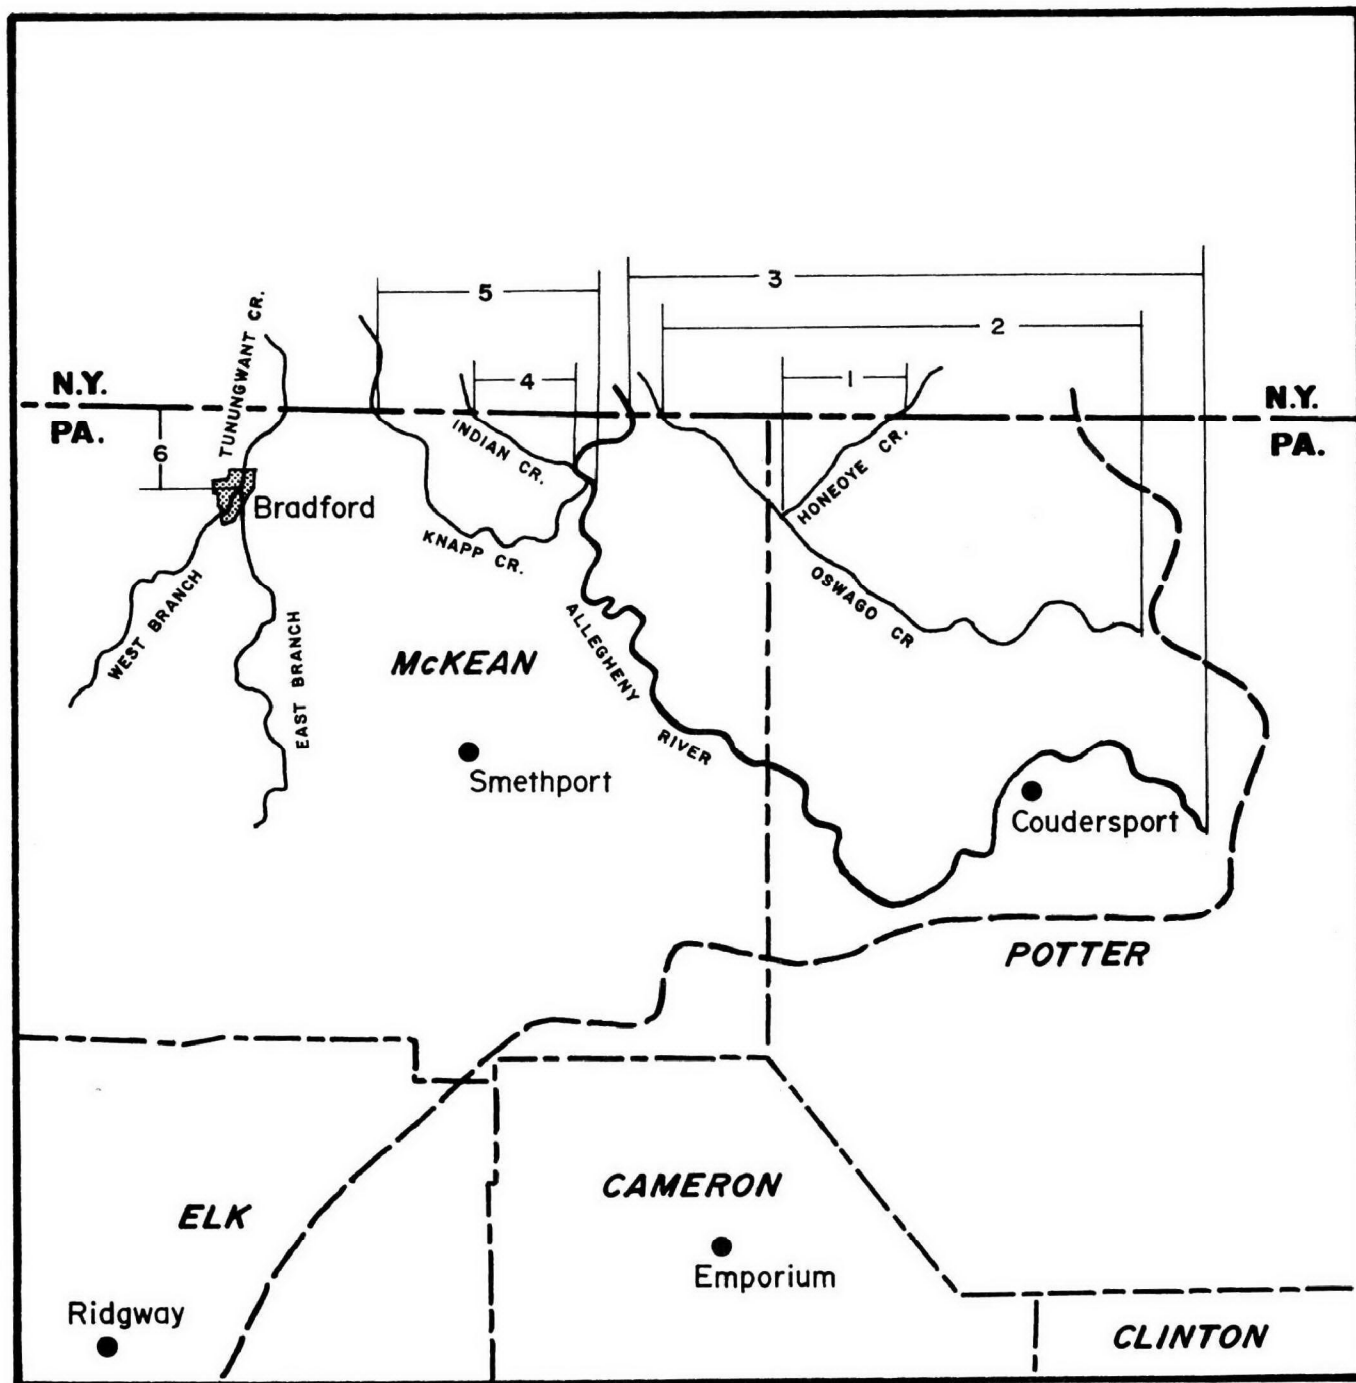 3
5
2
4
1
N.Y.
N.Y.
PA.
PA.
6
TUNUNGWANT CR.
INDIAN CR.
HONEOYE CR.
Bradford
KNAPP CR.
OSWAGO CR
WEST BRANCH
EAST BRANCH
McKEAN
ALLEGHENY
RIVER
Smethport
Coudersport
POTTER
CAMERON
ELK
Emporium
Ridgway
CLINTON